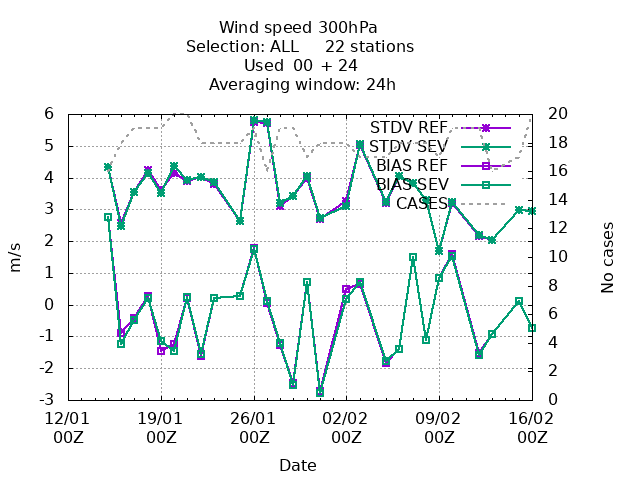 Wind speed 300hPa
Selection: ALL 22 stations
Used 00 + 24
Averaging window: 24h
STDV REF
STDV SEV
BIAS REF
BIAS SEV
CASES
6
5
4
3
2
1
0
-1
-2
-3
20
18
16
14
12
10
8
6
4
2
0
m/s
No cases
12/01 19/01 26/01 02/02 09/02 16/02
00Z 00Z 00Z 00Z 00Z 00Z
Date